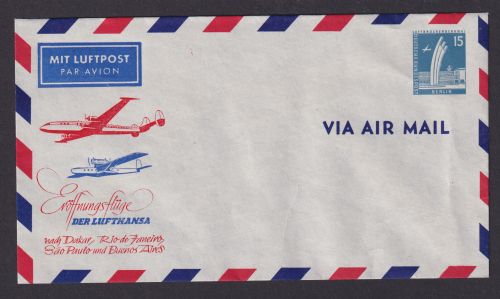 MIT LUFTPOST
PAR AVION
15
BERLIN
VIA AIR MAIL
Eröffnungsflüge
DER LUFTHANSA
nach Dakar, Rio de Janeiro,
São Paulo und Buenos Aires